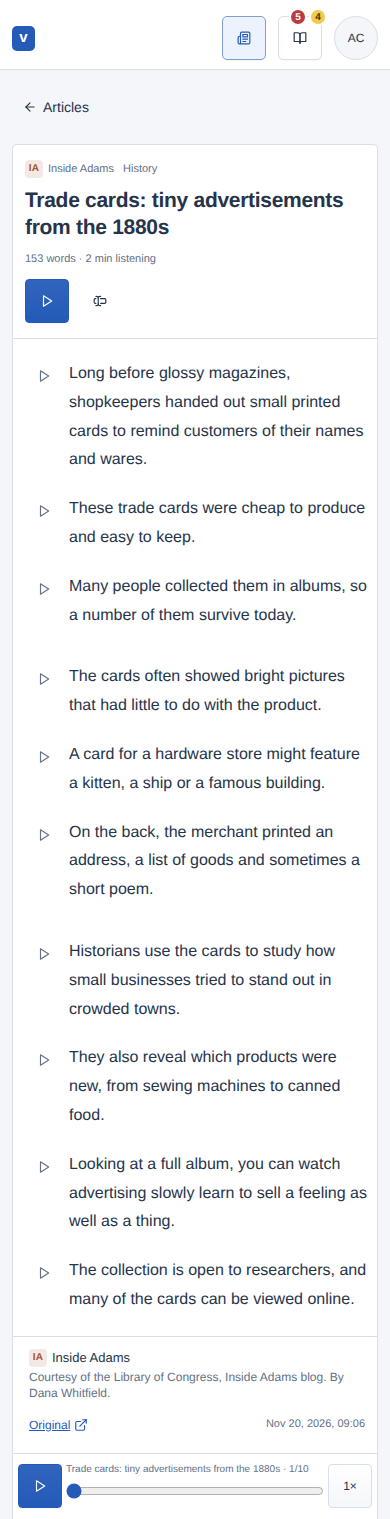 v
5
4
AC
Articles
IA Inside Adams History
Trade cards: tiny advertisements
from the 1880s
153 words · 2 min listening
Long before glossy magazines,
shopkeepers handed out small printed
cards to remind customers of their names
and wares.
These trade cards were cheap to produce
and easy to keep.
Many people collected them in albums, so
a number of them survive today.
The cards often showed bright pictures
that had little to do with the product.
A card for a hardware store might feature
a kitten, a ship or a famous building.
On the back, the merchant printed an
address, a list of goods and sometimes a
short poem.
Historians use the cards to study how
small businesses tried to stand out in
crowded towns.
They also reveal which products were
new, from sewing machines to canned
food.
Looking at a full album, you can watch
advertising slowly learn to sell a feeling as
well as a thing.
The collection is open to researchers, and
many of the cards can be viewed online.
IA Inside Adams
Courtesy of the Library of Congress, Inside Adams blog. By
Dana Whitfield.
Original
Nov 20, 2026, 09:06
Trade cards: tiny advertisements from the 1880s · 1/10
1×